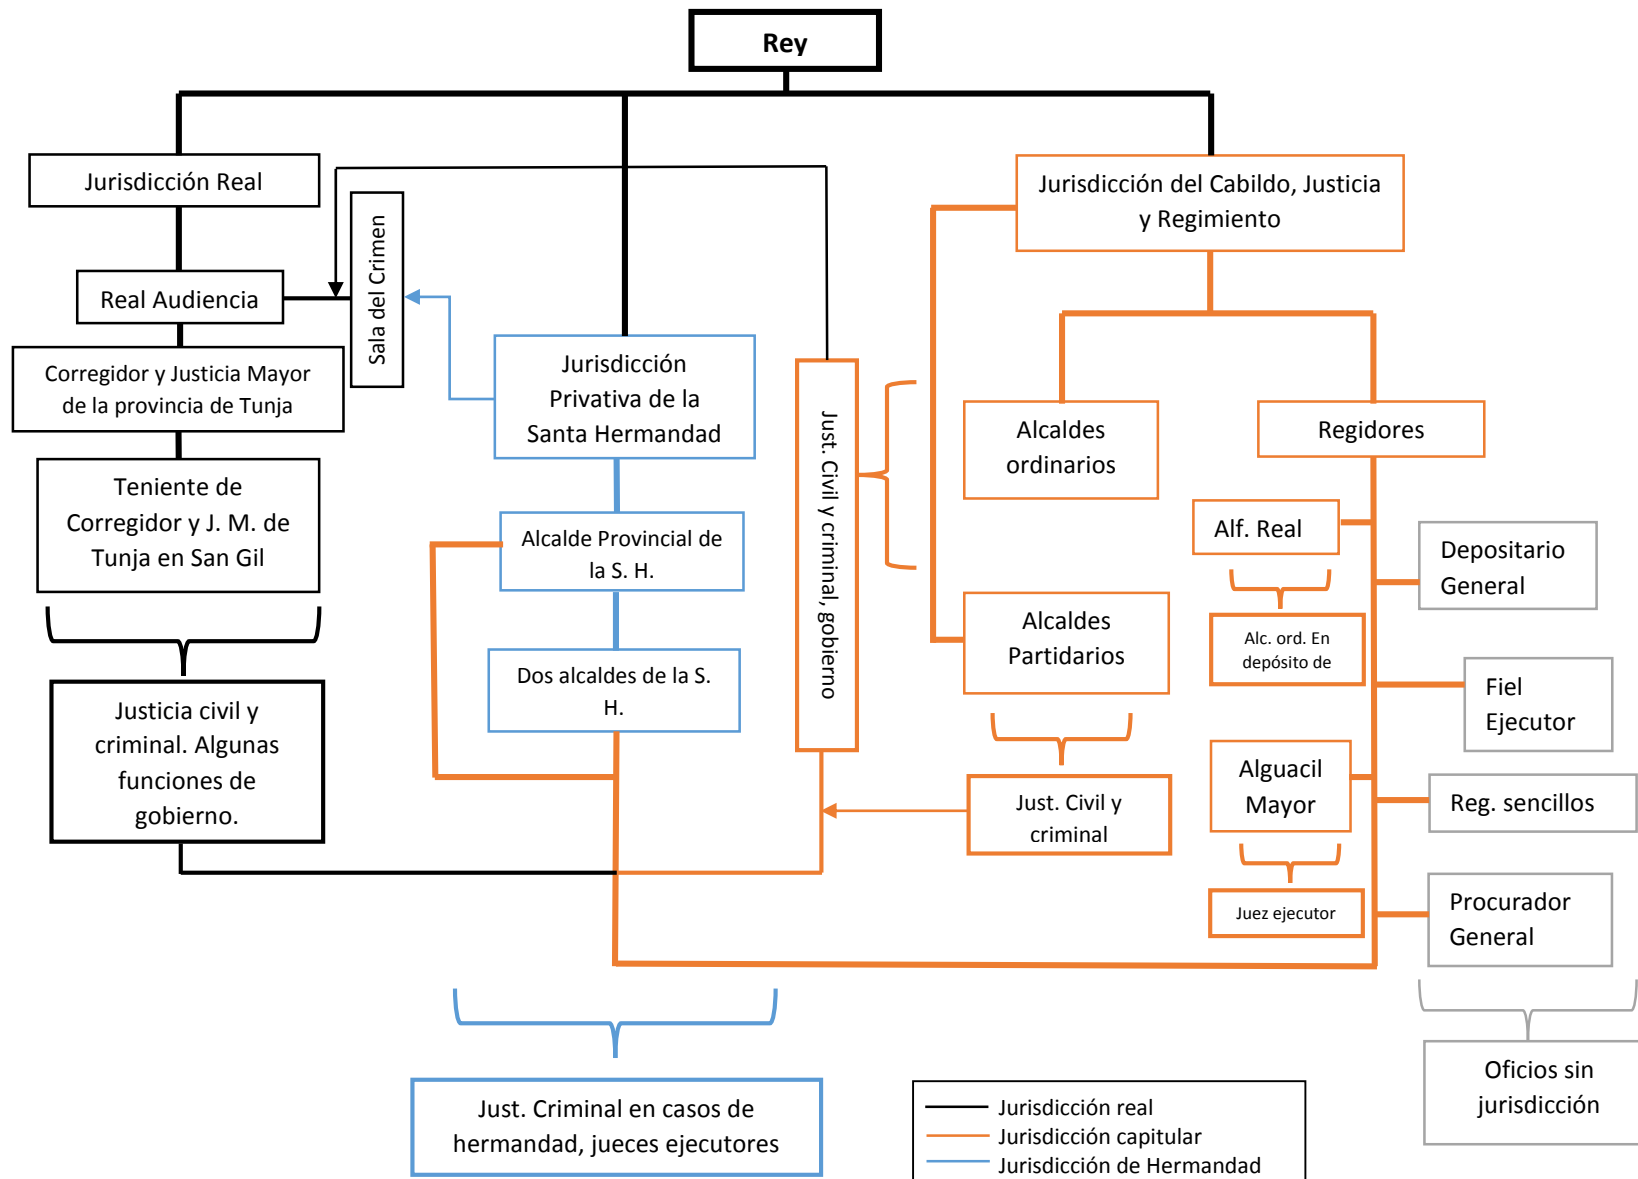 Rey
Jurisdicción Real
Real Audiencia
Sala del Crimen
Corregidor y Justicia Mayor
de la provincia de Tunja
Teniente de
Corregidor y J. M. de
Tunja en San Gil
Justicia civil y
criminal. Algunas
funciones de
gobierno.
Jurisdicción
Privativa de la
Santa Hermandad
Alcalde Provincial de
la S. H.
Dos alcaldes de la S.
H.
Just. Criminal en casos de
hermandad, jueces ejecutores
Just. Civil y criminal, gobierno
Jurisdicción del Cabildo, Justicia
y Regimiento
Alcaldes
ordinarios
Alcaldes
Partidarios
Just. Civil y
criminal
Regidores
Alf. Real
Alc. ord. En
depósito de
Alguacil
Mayor
Juez ejecutor
Depositario
General
Fiel
Ejecutor
Reg. sencillos
Procurador
General
Oficios sin
jurisdicción
Jurisdicción real
Jurisdicción capitular
Jurisdicción de Hermandad